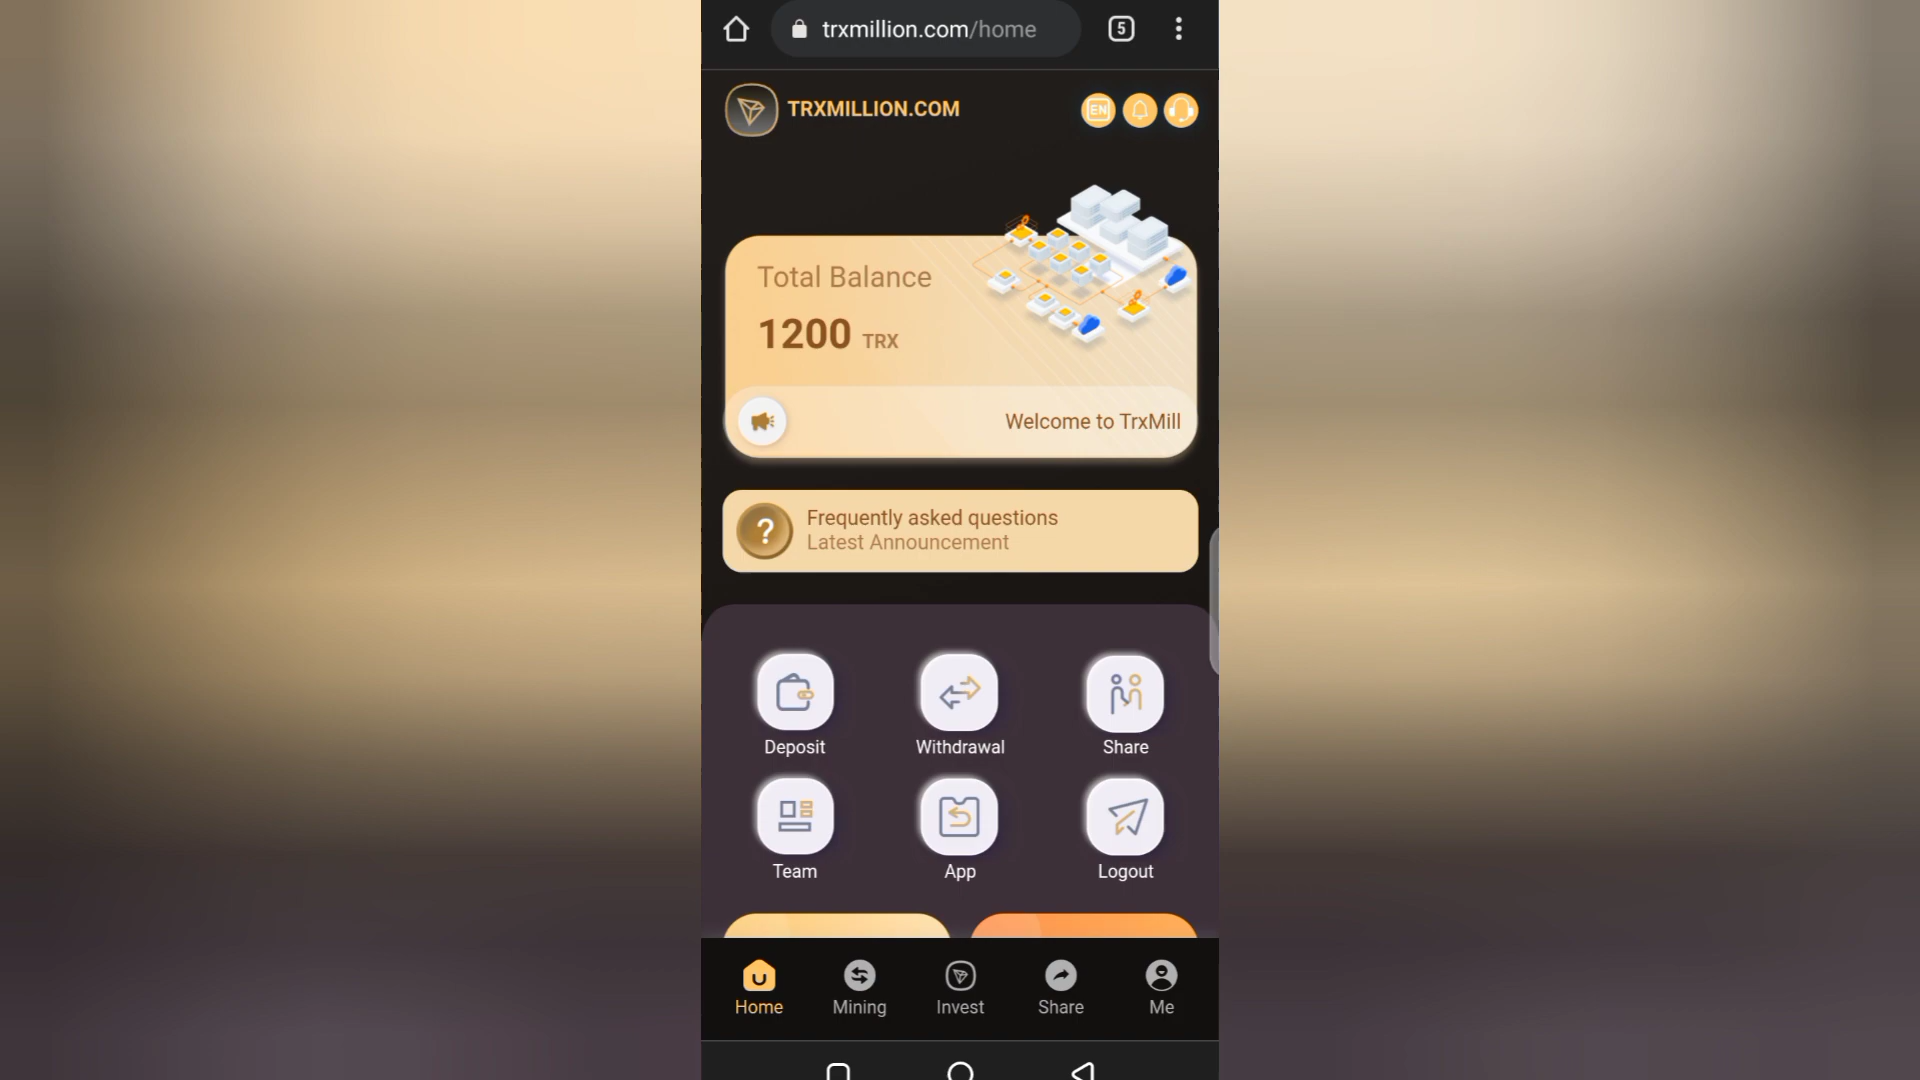 trxmillion.com/home
5
TRXMILLION.COM
EN
Total Balance
1200 TRX
Welcome to TrxMill
?
Frequently asked questions
Latest Announcement
Deposit
Withdrawal
Share
Team
App
Logout
Home
Mining
Invest
Share
Me